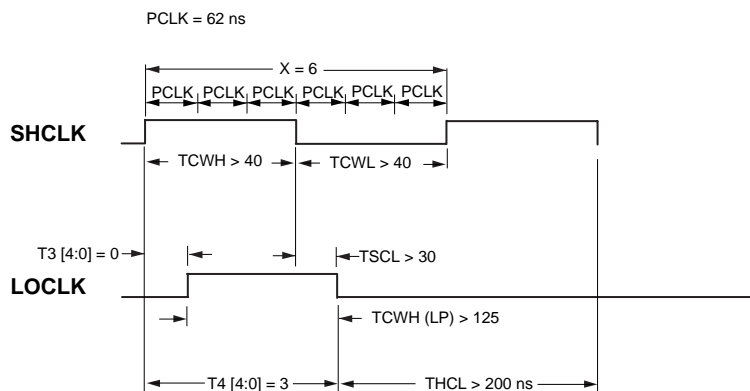 PCLK = 62 ns
X = 6
PCLK PCLK PCLK PCLK PCLK PCLK
SHCLK
TCWH > 40
TCWL > 40
T3 [4:0] = 0
TSCL > 30
LOCLK
TCWH (LP) > 125
T4 [4:0] = 3
THCL > 200 ns